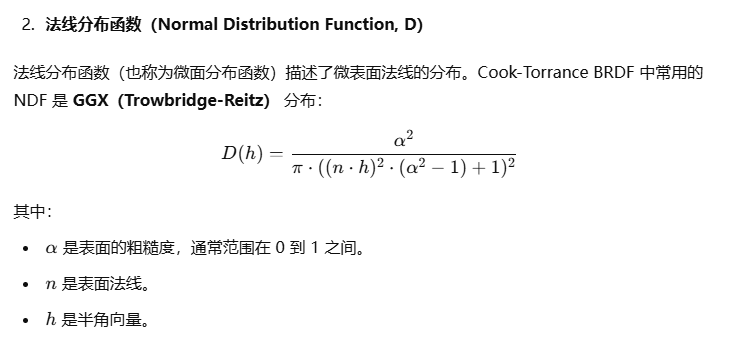 2. 法线分布函数（Normal Distribution Function, D）
法线分布函数（也称为微面分布函数）描述了微表面法线的分布。Cook-Torrance BRDF 中常用的
NDF 是 GGX（Trowbridge-Reitz） 分布：
D(h) = α² / (π · ((n · h)² · (α² − 1) + 1)²)
其中：
• α 是表面的粗糙度，通常范围在 0 到 1 之间。
• n 是表面法线。
• h 是半角向量。